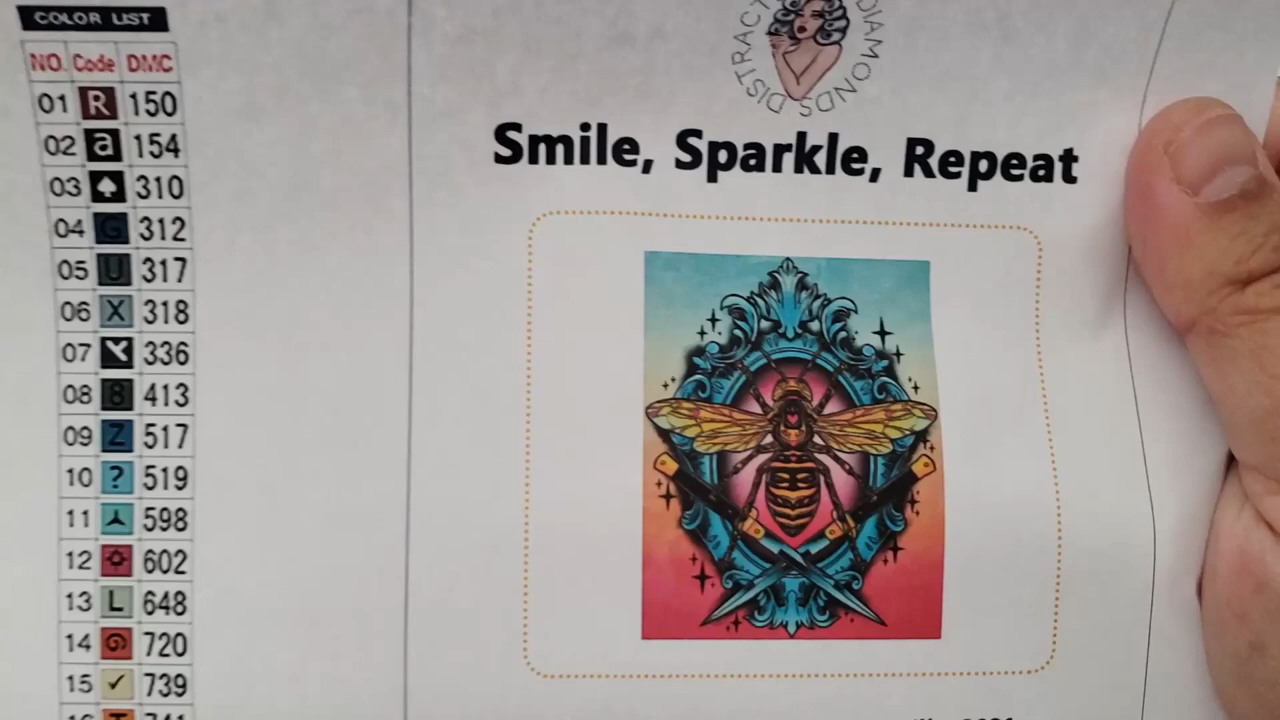 COLOR LIST
NO. Code DMC
01 R 150
02 a 154
03 ♠ 310
04 G 312
05 U 317
06 X 318
07 Y 336
08 8 413
09 Z 517
10 ? 519
11 598
12 602
13 L 648
14 720
15 ✓ 739
DIAMONDS
Smile, Sparkle, Repeat